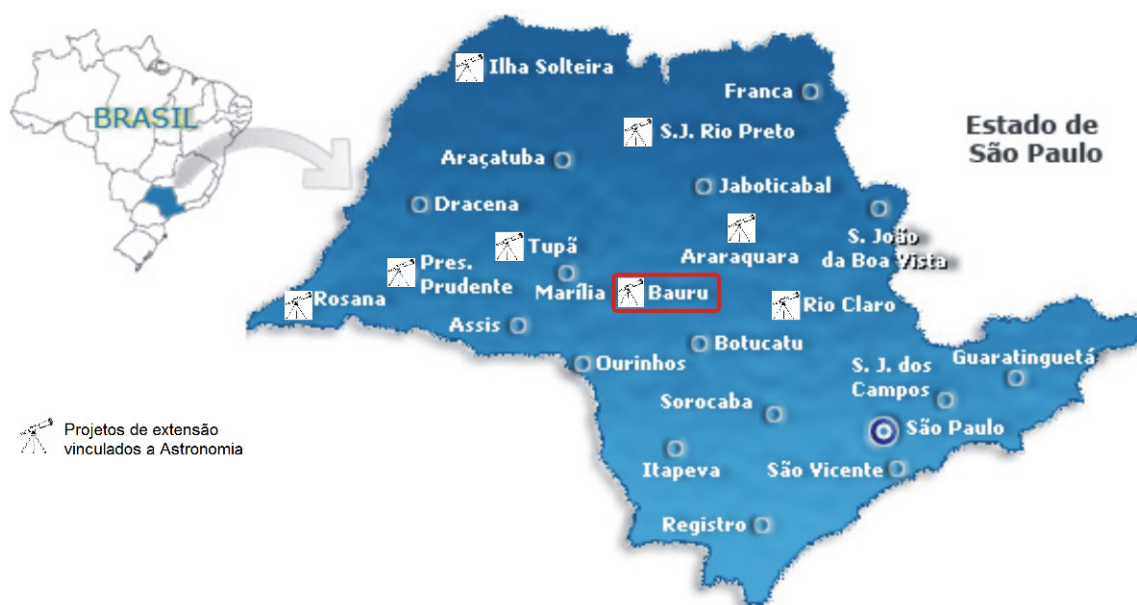 BRASIL
Estado de
São Paulo
Ilha Solteira
Franca
S.J. Rio Preto
Araçatuba
Jaboticabal
Dracena
S. João
da Boa Vista
Tupã
Araraquara
Pres.
Prudente
Marília
Bauru
Rosana
Rio Claro
Assis
Botucatu
Ourinhos
Guaratinguetá
S. J. dos
Campos
Sorocaba
São Paulo
Itapeva
São Vicente
Registro
Projetos de extensão
vinculados a Astronomia